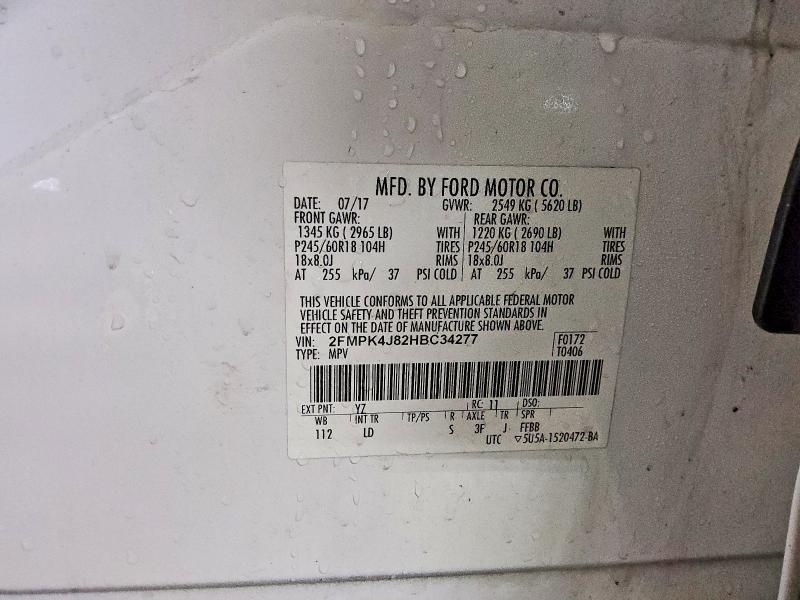 MFD. BY FORD MOTOR CO.
DATE: 07/17 GVWR: 2549 KG ( 5620 LB)
FRONT GAWR: REAR GAWR:
1345 KG ( 2965 LB) WITH 1220 KG ( 2690 LB) WITH
P245/60R18 104H TIRES P245/60R18 104H TIRES
18x8.0J RIMS 18x8.0J RIMS
AT 255 kPa/ 37 PSI COLD AT 255 kPa/ 37 PSI COLD
THIS VEHICLE CONFORMS TO ALL APPLICABLE FEDERAL MOTOR
VEHICLE SAFETY AND THEFT PREVENTION STANDARDS IN
EFFECT ON THE DATE OF MANUFACTURE SHOWN ABOVE.
VIN: 2FMPK4J82HBC34277 F0172
TYPE: MPV T0406
EXT PNT: YZ RC: 11 DSO:
WB INT TR TP/PS R AXLE TR SPR
112 LD S 3F J FFBB
UTC ▽5U5A-1520472-BA